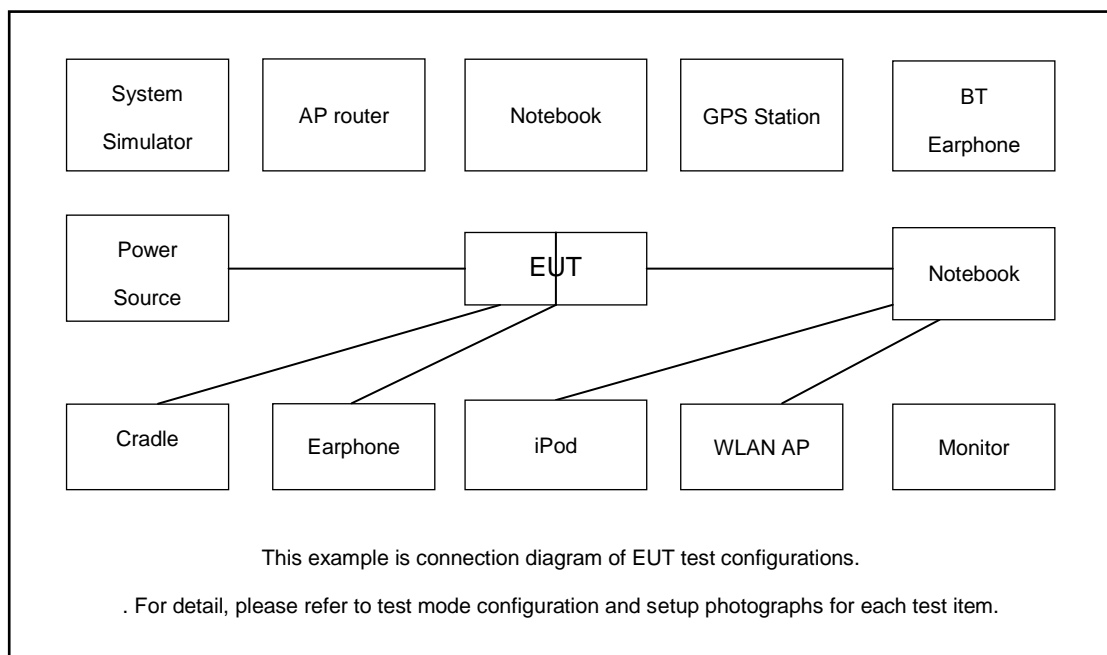 System
Simulator
AP router
Notebook
GPS Station
BT
Earphone
Power
Source
EUT
Notebook
Cradle
Earphone
iPod
WLAN AP
Monitor
This example is connection diagram of EUT test configurations.
. For detail, please refer to test mode configuration and setup photographs for each test item.